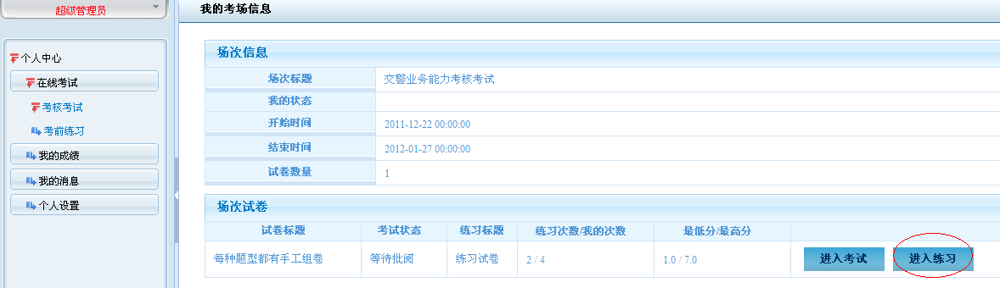 超级管理员
个人中心
在线考试
考核考试
考前练习
我的成绩
我的消息
个人设置
我的考场信息
场次信息
场次标题 交警业务能力考核考试
我的状态
开始时间 2011-12-22 00:00:00
结束时间 2012-01-27 00:00:00
试卷数量 1
场次试卷
试卷标题 考试状态 练习标题 练习次数/我的次数 最低分/最高分
每种题型都有手工组卷 等待批阅 练习试卷 2 / 4 1.0 / 7.0 进入考试 进入练习